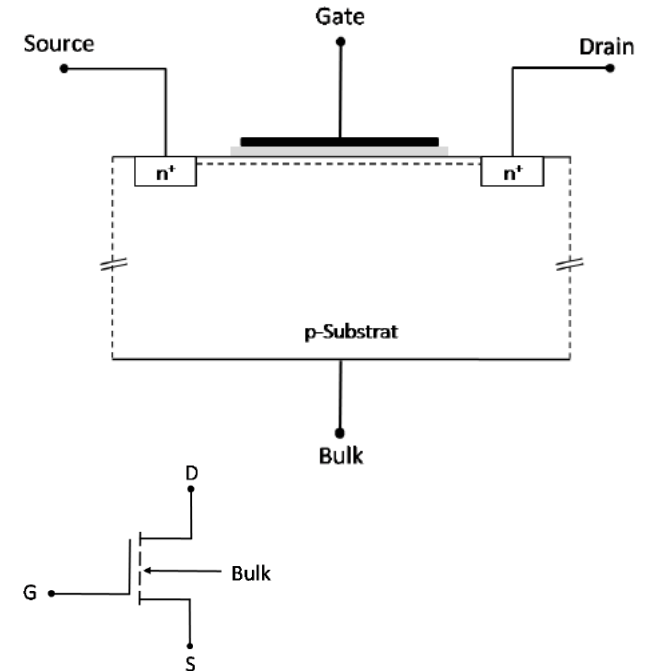 Gate
Source
Drain
n⁺
n⁺
p-Substrat
Bulk
D
Bulk
G
S